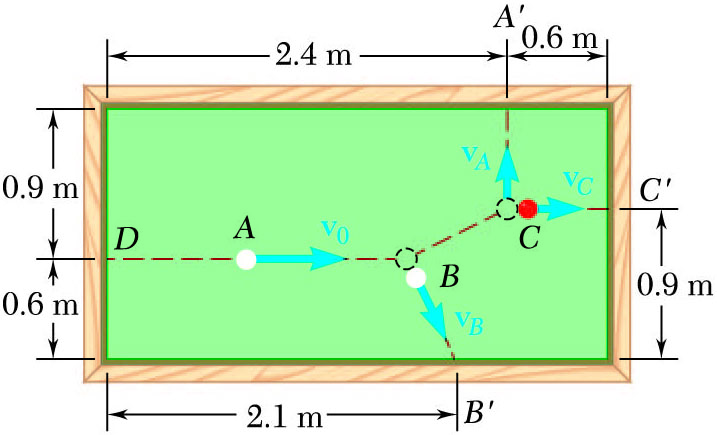 A′
2.4 m
0.6 m
0.9 m
v_A
v_C
C′
D
A
v_0
C
B
0.6 m
0.9 m
v_B
2.1 m
B′